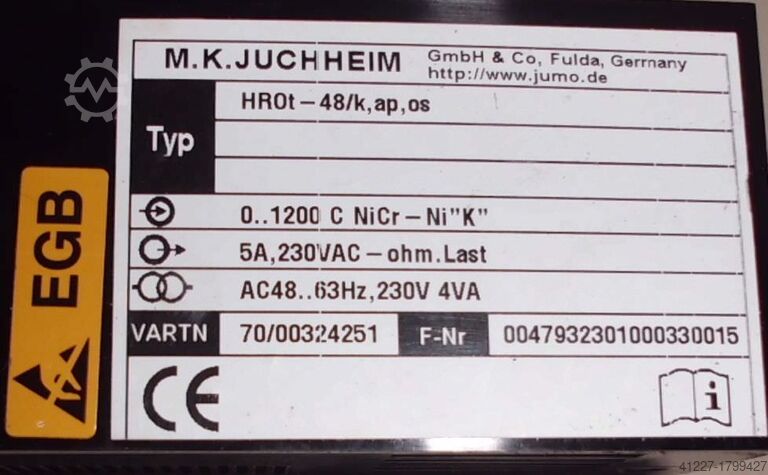 M.K.JUCHHEIM GmbH & Co, Fulda, Germany
http://www.jumo.de
Typ HROt-48/k,ap,os
0..1200 C NiCr-Ni"K"
5A,230VAC-ohm.Last
AC48..63Hz,230V 4VA
VARTN 70/00324251 F-Nr 0047932301000330015
CE i
EGB
41227-1799427